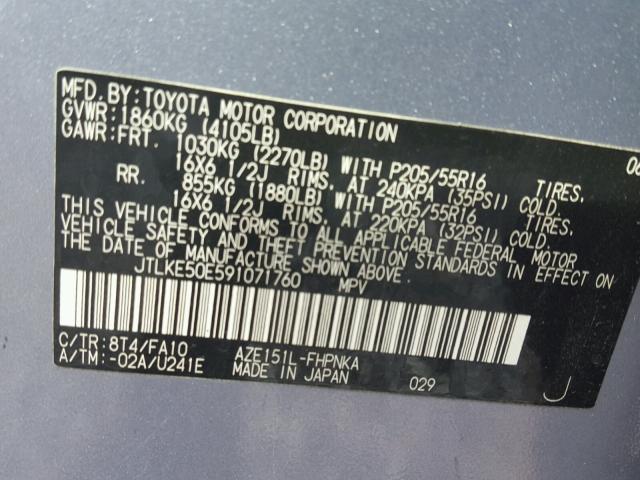 MFD. BY: TOYOTA MOTOR CORPORATION 06
GVWR: 1860KG (4105LB)
GAWR: FRT. 1030KG (2270LB) WITH P205/55R16 TIRES,
16X6 1/2J RIMS, AT 240KPA (35PSI) COLD.
RR. 855KG (1880LB) WITH P205/55R16 TIRES,
16X6 1/2J RIMS, AT 220KPA (32PSI) COLD.
THIS VEHICLE CONFORMS TO ALL APPLICABLE FEDERAL MOTOR
VEHICLE SAFETY AND THEFT PREVENTION STANDARDS IN EFFECT ON
THE DATE OF MANUFACTURE SHOWN ABOVE.
JTLKE50E591071760 MPV
C/TR: 8T4/FA10 AZE151L-FHPNKA
A/TM: -02A/U241E MADE IN JAPAN 029 J